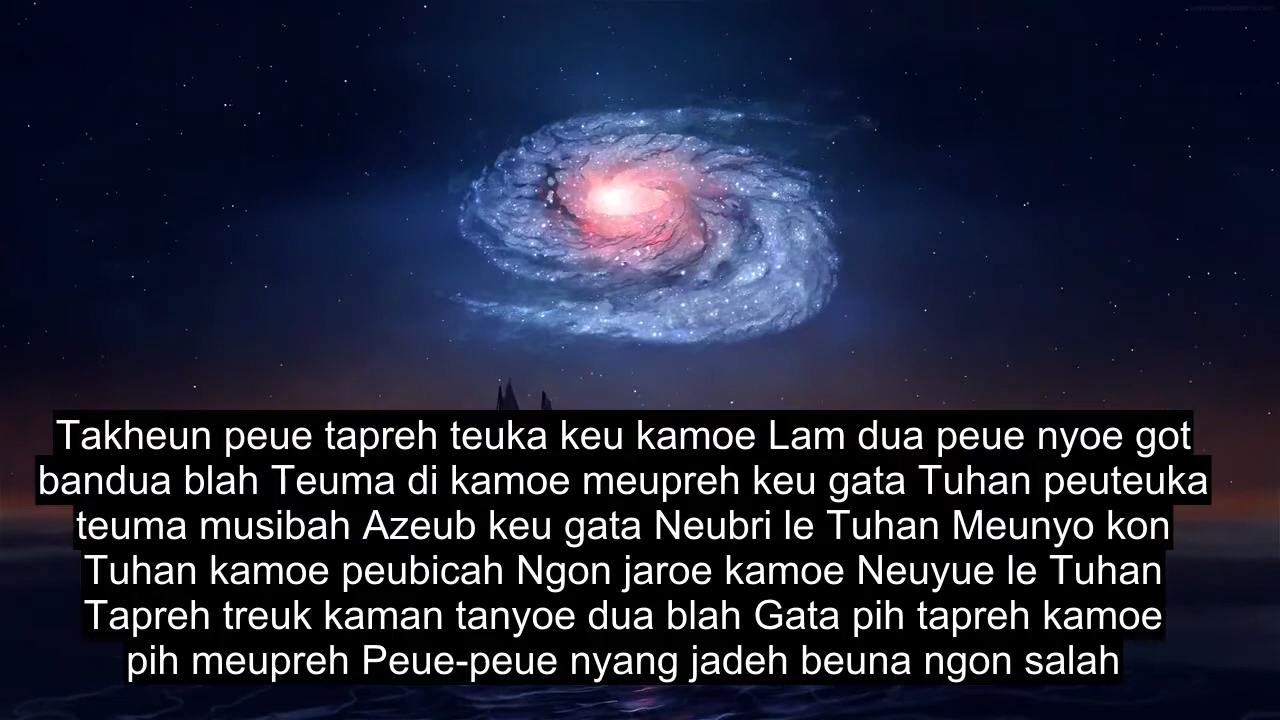 Takheun peue tapreh teuka keu kamoe Lam dua peue nyoe got
bandua blah Teuma di kamoe meupreh keu gata Tuhan peuteuka
teuma musibah Azeub keu gata Neubri le Tuhan Meunyo kon
Tuhan kamoe peubicah Ngon jaroe kamoe Neuyue le Tuhan
Tapreh treuk kaman tanyoe dua blah Gata pih tapreh kamoe
pih meupreh Peue-peue nyang jadeh beuna ngon salah